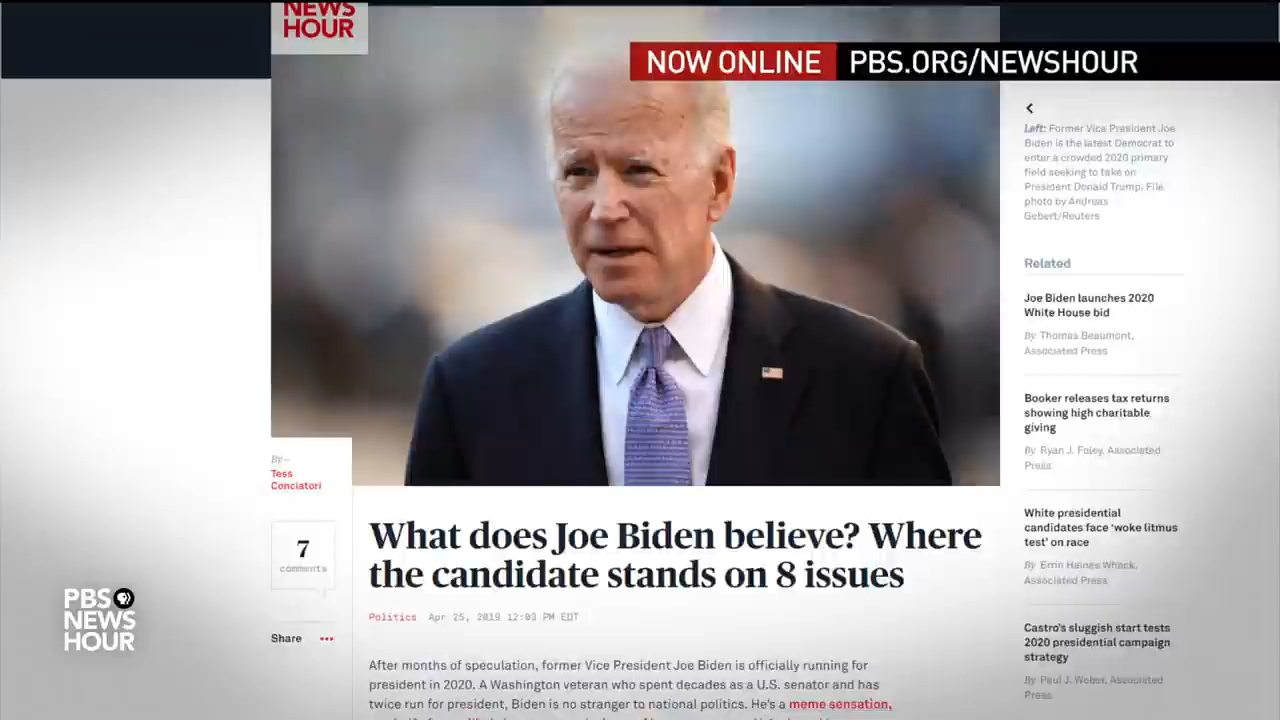 NEWS
HOUR
NOW ONLINE PBS.ORG/NEWSHOUR
Left: Former Vice President Joe
Biden is the latest Democrat to
enter a crowded 2020 primary
field seeking to take on
President Donald Trump. File
photo by Andreas
Gebert/Reuters
Related
Joe Biden launches 2020
White House bid
By Thomas Beaumont,
Associated Press
Booker releases tax returns
showing high charitable
giving
By Ryan J. Foley, Associated
Press
White presidential
candidates face ‘woke litmus
test’ on race
By Errin Haines Whack,
Associated Press
Castro’s sluggish start tests
2020 presidential campaign
strategy
By Paul J. Weber, Associated
Press
By —
Tess
Conciatori
7
comments
Share
What does Joe Biden believe? Where
the candidate stands on 8 issues
Politics Apr 25, 2019 12:03 PM EDT
After months of speculation, former Vice President Joe Biden is officially running for
president in 2020. A Washington veteran who spent decades as a U.S. senator and has
twice run for president, Biden is no stranger to national politics. He’s a meme sensation,
PBS
NEWS
HOUR